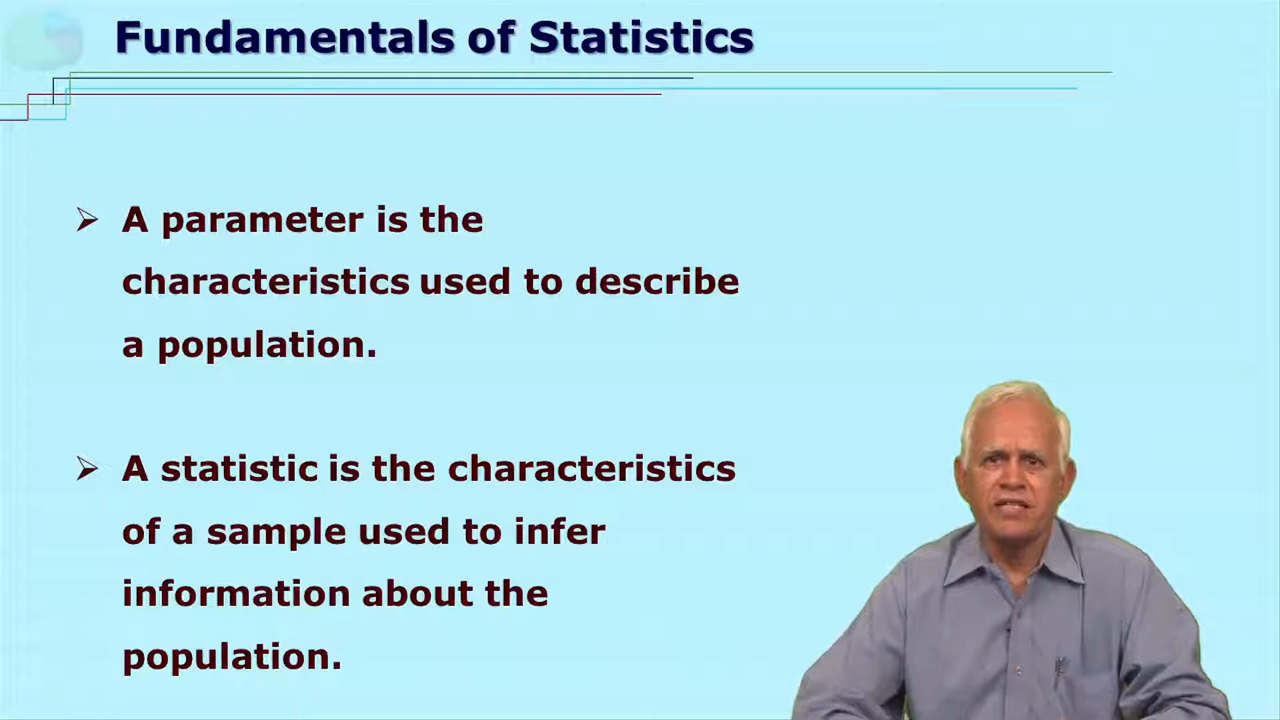 Fundamentals of Statistics
A parameter is the
characteristics used to describe
a population.
A statistic is the characteristics
of a sample used to infer
information about the
population.